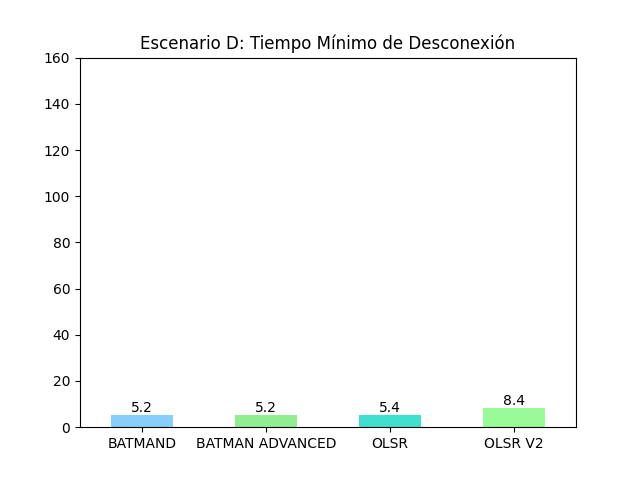 Escenario D: Tiempo Mínimo de Desconexión
160
140
120
100
80
60
40
20
0
5.2
5.2
5.4
8.4
BATMAND
BATMAN ADVANCED
OLSR
OLSR V2